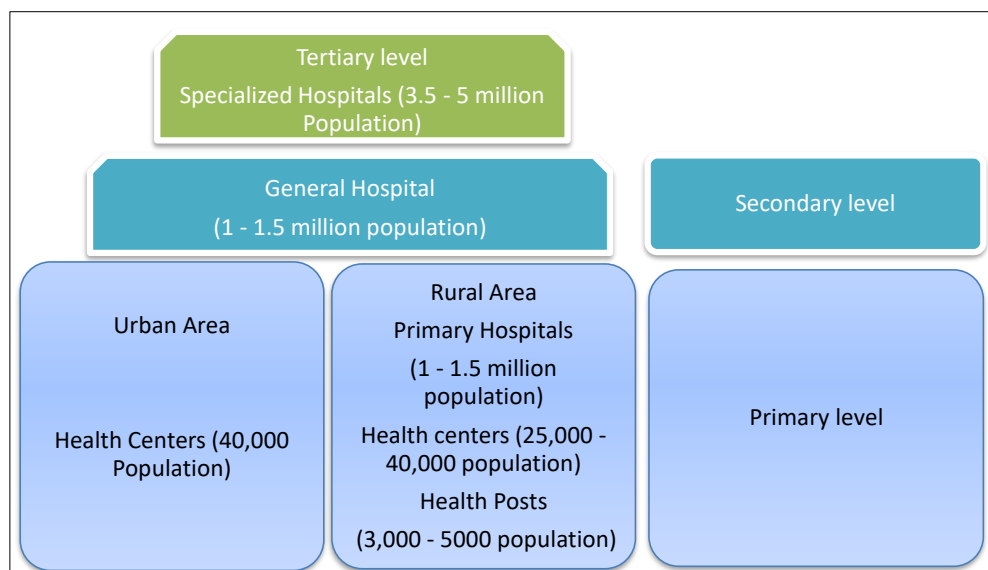 Tertiary level
Specialized Hospitals (3.5 - 5 million
Population)
General Hospital
(1 - 1.5 million population)
Secondary level
Urban Area
Health Centers (40,000
Population)
Rural Area
Primary Hospitals
(1 - 1.5 million
population)
Health centers (25,000 -
40,000 population)
Health Posts
(3,000 - 5000 population)
Primary level